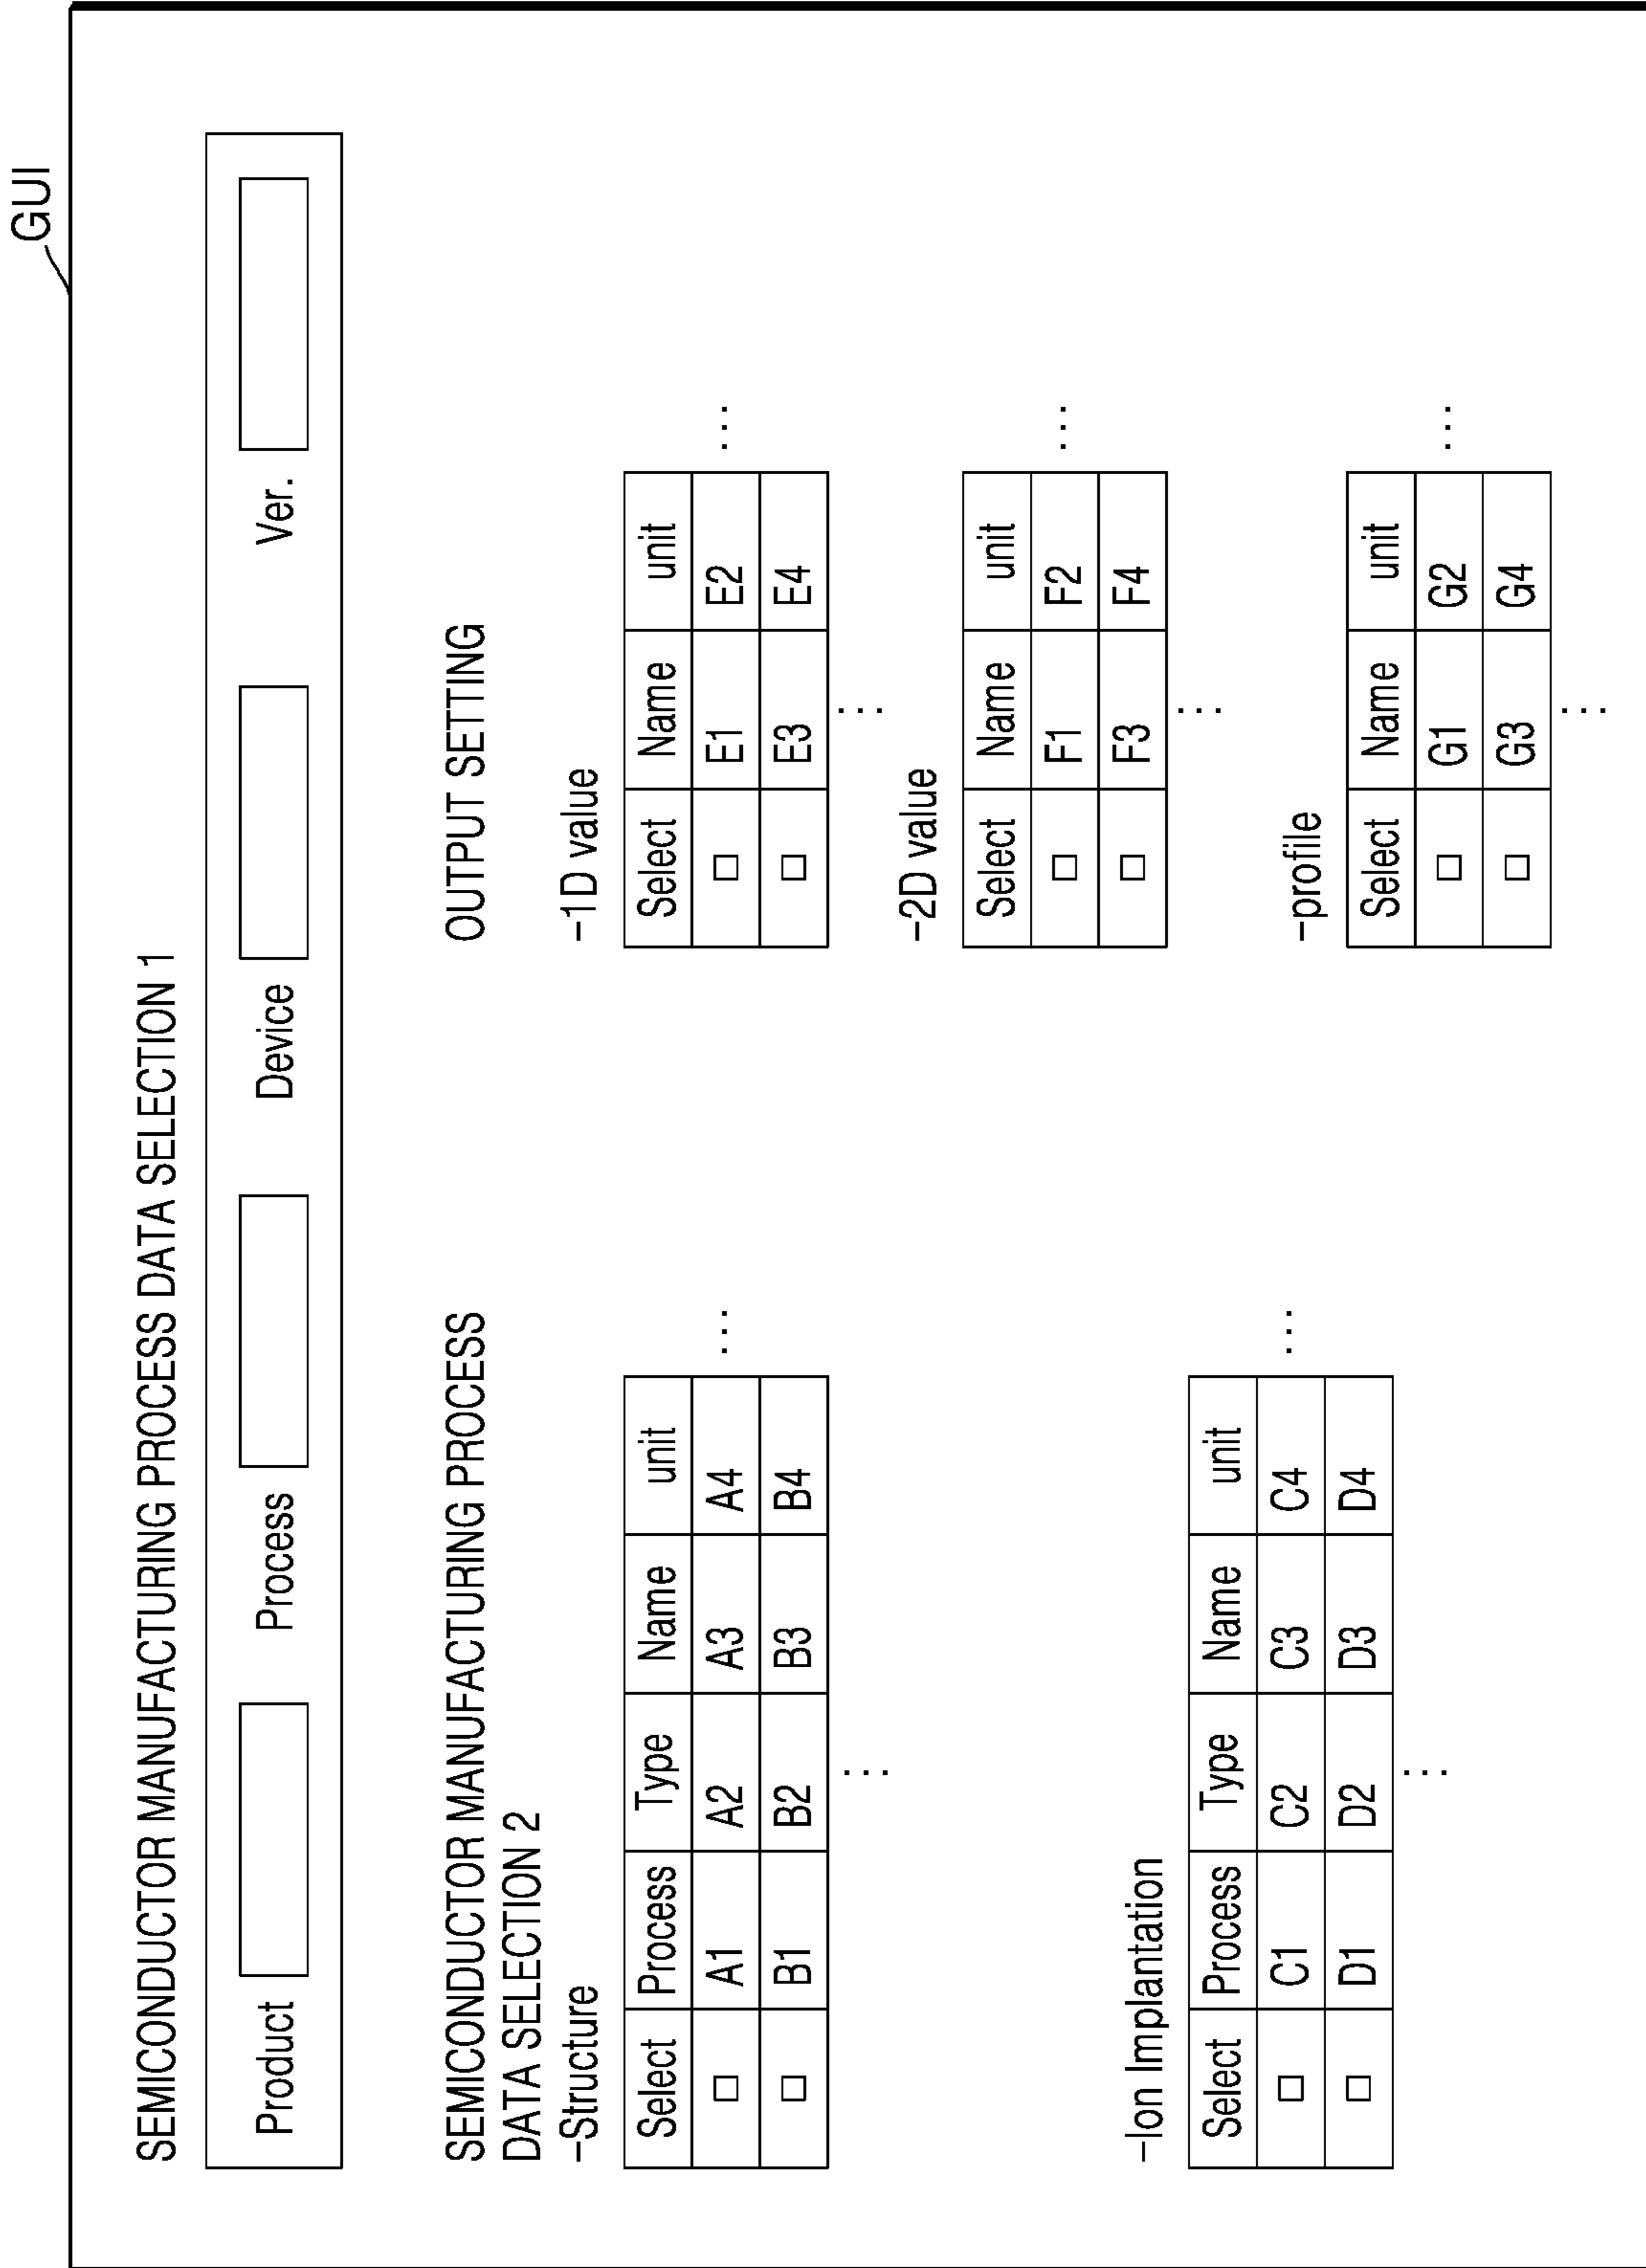 GUI
SEMICONDUCTOR MANUFACTURING PROCESS DATA SELECTION 1
Product Process Device Ver.
SEMICONDUCTOR MANUFACTURING PROCESS
DATA SELECTION 2
-Structure
Select Process Type Name unit
□ A1 A2 A3 A4 ...
□ B1 B2 B3 B4
...
-Ion Implantation
Select Process Type Name unit
□ C1 C2 C3 C4 ...
□ D1 D2 D3 D4
...
OUTPUT SETTING
-1D value
Select Name unit
□ E1 E2 ...
□ E3 E4
...
-2D value
Select Name unit
□ F1 F2 ...
□ F3 F4
...
-profile
Select Name unit
□ G1 G2 ...
□ G3 G4
...